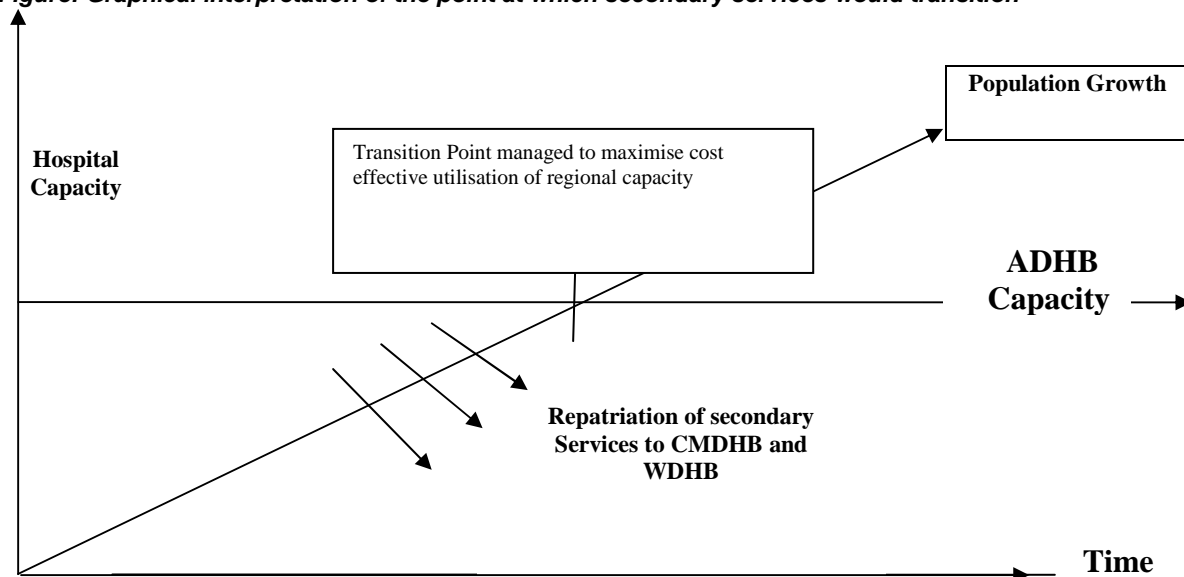 Figure: Graphical interpretation of the point at which secondary services would transition
Population Growth
Hospital
Capacity
Transition Point managed to maximise cost
effective utilisation of regional capacity
ADHB
Capacity
Repatriation of secondary
Services to CMDHB and
WDHB
Time